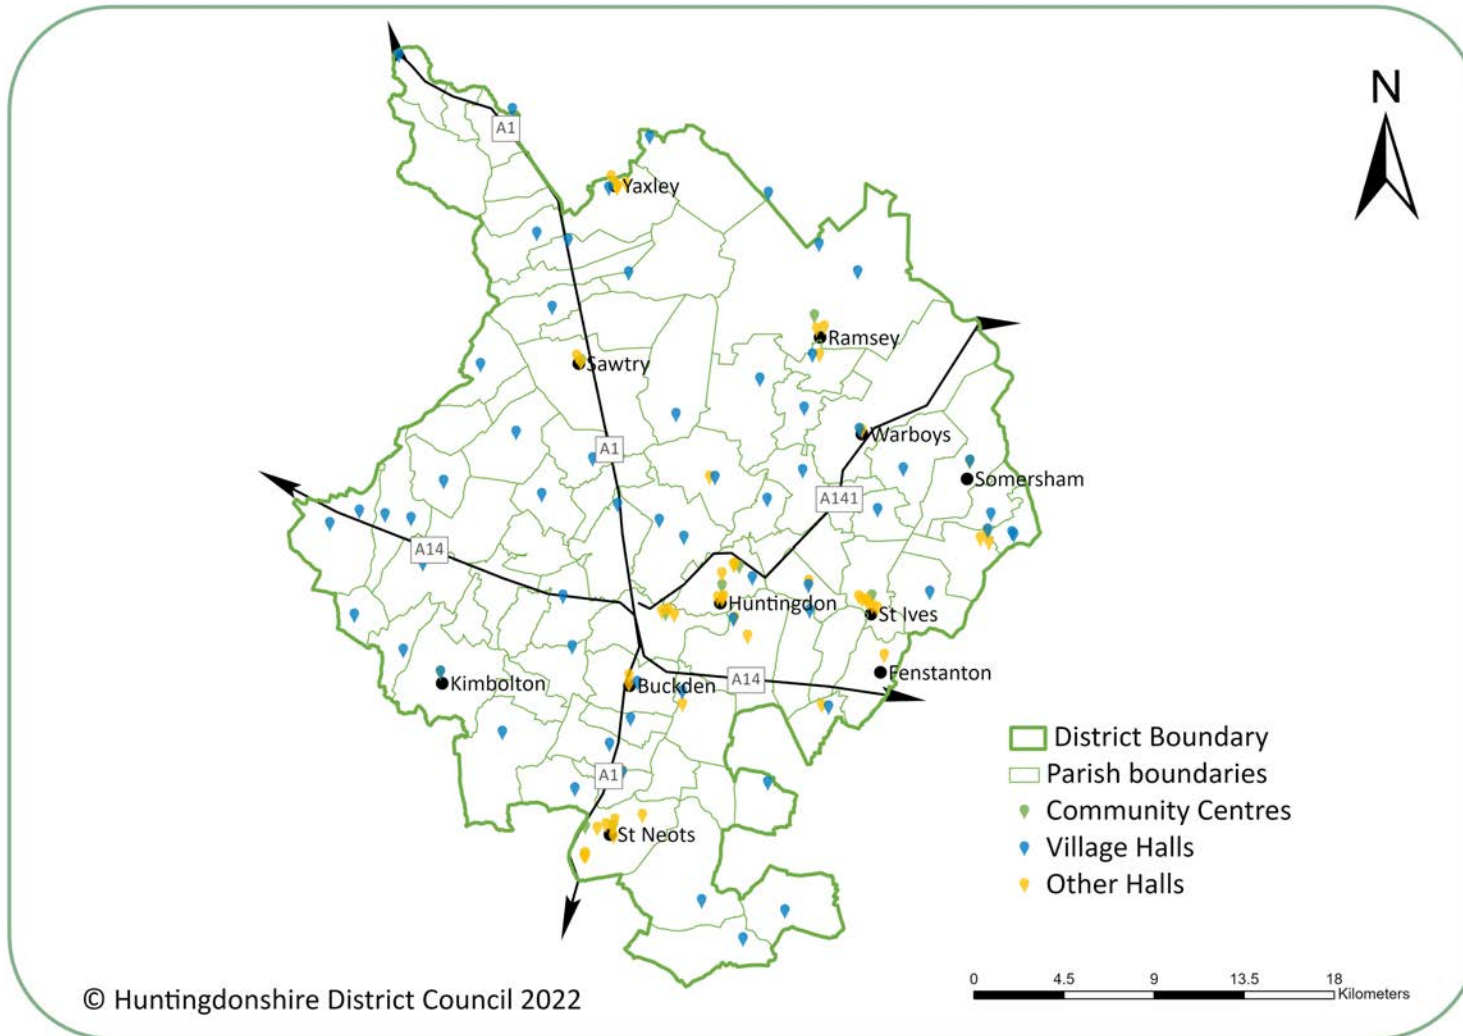 N
A1
Yaxley
Ramsey
Sawtry
Warboys
A1
Somersham
A141
A14
Huntingdon
St Ives
Fenstanton
Kimbolton
Buckden
A14
District Boundary
Parish boundaries
A1
Community Centres
St Neots
Village Halls
Other Halls
0 4.5 9 13.5 18
Kilometers
© Huntingdonshire District Council 2022